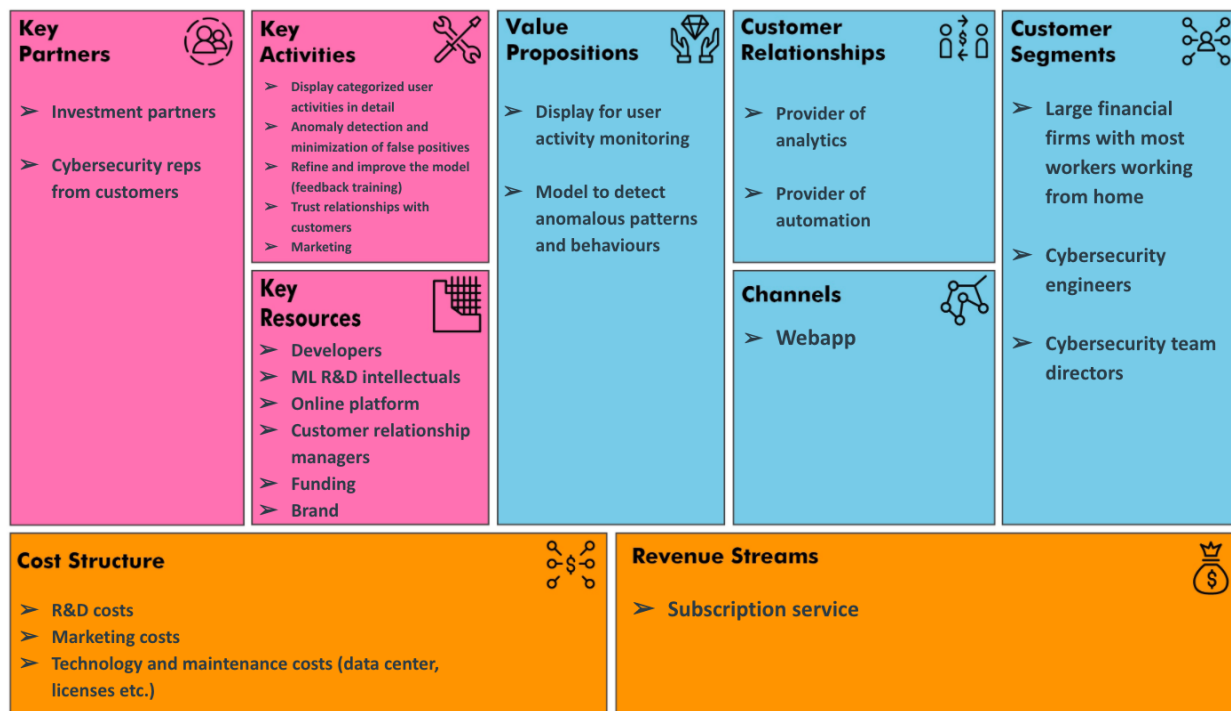 Key
Partners
➢ Investment partners
➢ Cybersecurity reps
from customers
Key
Activities
➢ Display categorized user
activities in detail
➢ Anomaly detection and
minimization of false positives
➢ Refine and improve the model
(feedback training)
➢ Trust relationships with
customers
➢ Marketing
Key
Resources
➢ Developers
➢ ML R&D intellectuals
➢ Online platform
➢ Customer relationship
managers
➢ Funding
➢ Brand
Value
Propositions
➢ Display for user
activity monitoring
➢ Model to detect
anomalous patterns
and behaviours
Customer
Relationships
$
➢ Provider of
analytics
➢ Provider of
automation
Channels
➢ Webapp
Customer
Segments
➢ Large financial
firms with most
workers working
from home
➢ Cybersecurity
engineers
➢ Cybersecurity team
directors
Cost Structure
$
➢ R&D costs
➢ Marketing costs
➢ Technology and maintenance costs (data center,
licenses etc.)
Revenue Streams
$
➢ Subscription service